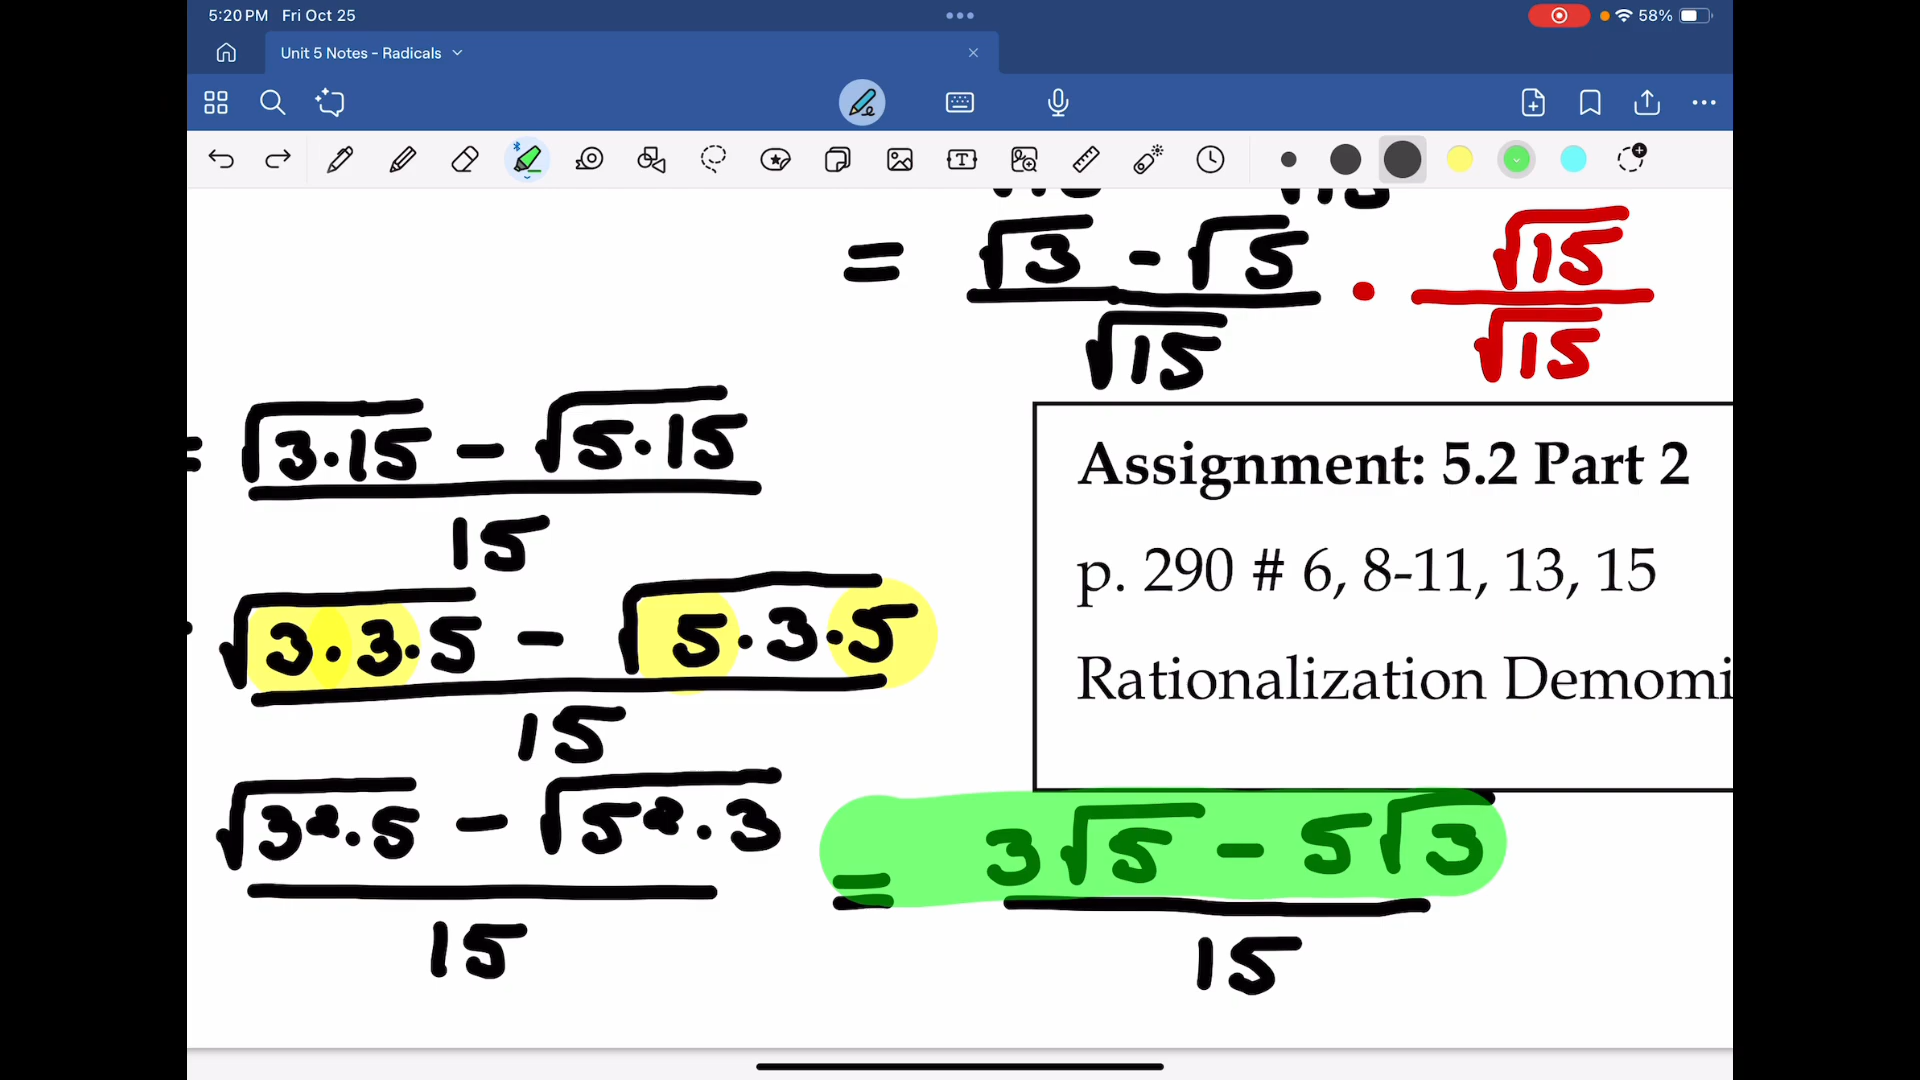 5:20 PM Fri Oct 25
58%
Unit 5 Notes - Radicals
= (√3 - √5)/√15 · √15/√15
= (√(3·15) - √(5·15))/15
(√(3·3·5) - √(5·3·5))/15
(√(3²·5) - √(5²·3))/15
= (3√5 - 5√3)/15
Assignment: 5.2 Part 2
p. 290 # 6, 8-11, 13, 15
Rationalization Demomi